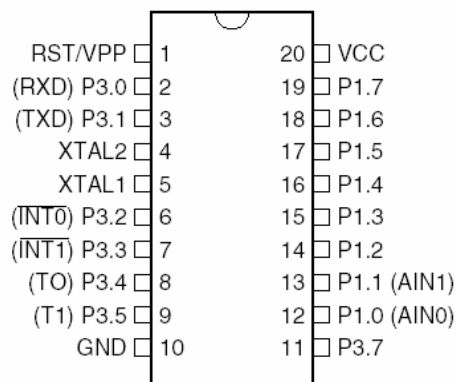 RST/VPP 1 20 VCC
(RXD) P3.0 2 19 P1.7
(TXD) P3.1 3 18 P1.6
XTAL2 4 17 P1.5
XTAL1 5 16 P1.4
(I̅N̅T̅0̅) P3.2 6 15 P1.3
(I̅N̅T̅1̅) P3.3 7 14 P1.2
(TO) P3.4 8 13 P1.1 (AIN1)
(T1) P3.5 9 12 P1.0 (AIN0)
GND 10 11 P3.7